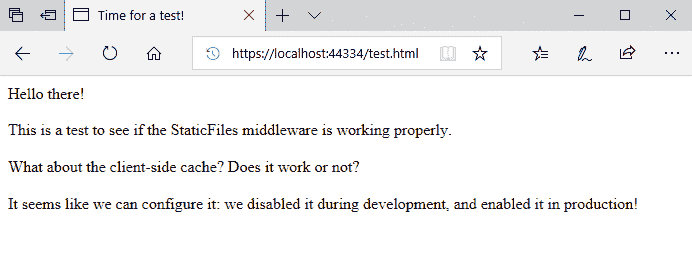 Time for a test!
https://localhost:44334/test.html
Hello there!
This is a test to see if the StaticFiles middleware is working properly.
What about the client-side cache? Does it work or not?
It seems like we can configure it: we disabled it during development, and enabled it in production!